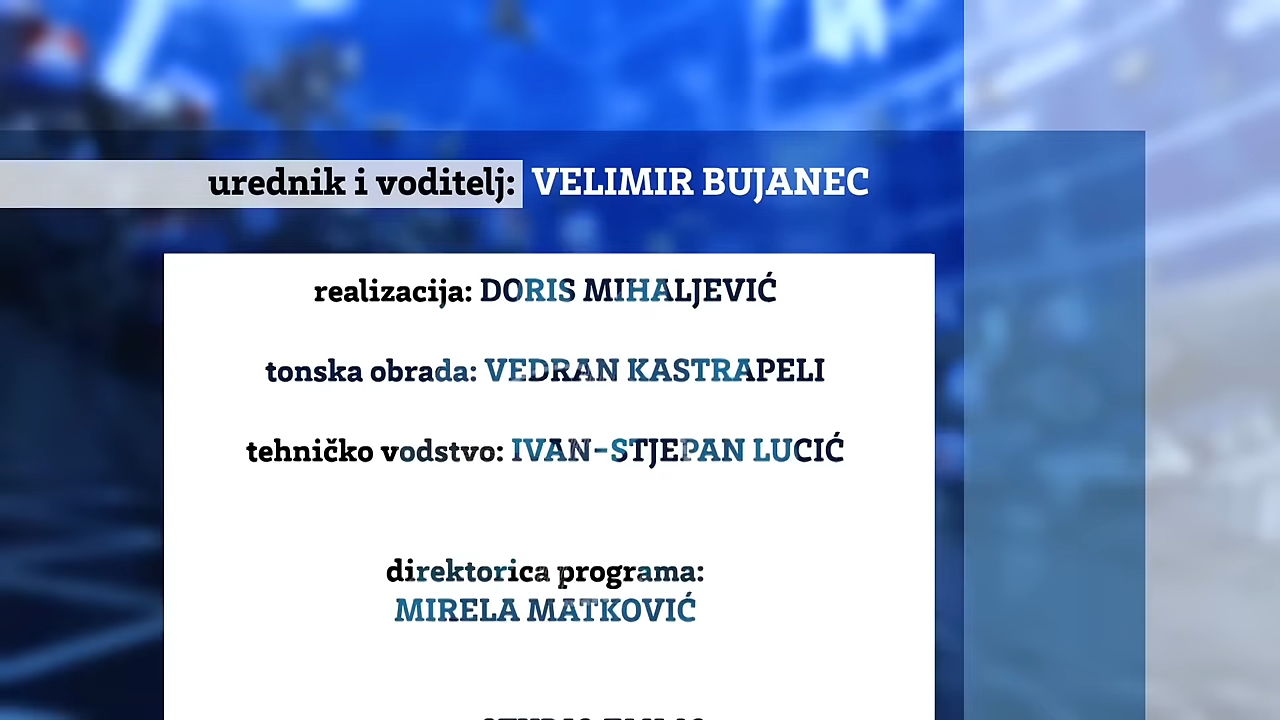 urednik i voditelj: VELIMIR BUJANEC
realizacija: DORIS MIHALJEVIĆ
tonska obrada: VEDRAN KASTRAPELI
tehničko vodstvo: IVAN-STJEPAN LUCIĆ
direktorica programa:
MIRELA MATKOVIĆ